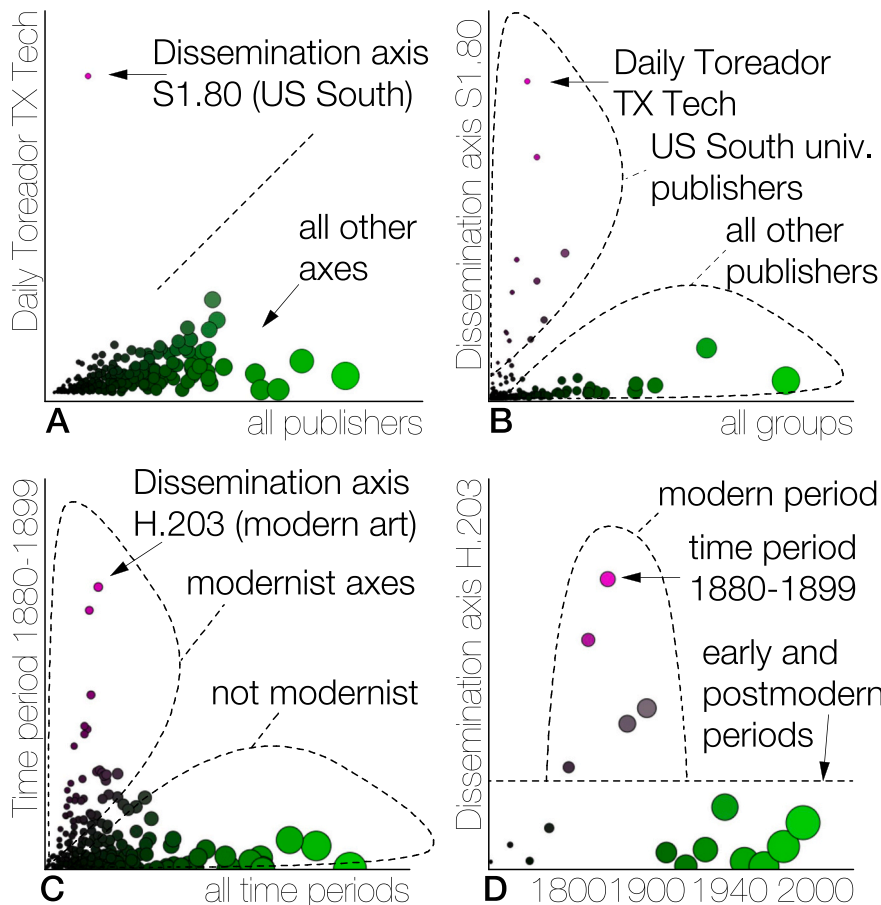 Daily Toreador TX Tech
Dissemination axis
S1.80 (US South)
all other
axes
A
all publishers
Dissemination axis S1.80
Daily Toreador
TX Tech
US South univ.
publishers
all other
publishers
B
all groups
Time period 1880-1899
Dissemination axis
H.203 (modern art)
modernist axes
not modernist
C
all time periods
Dissemination axis H.203
modern period
time period
1880-1899
early and
postmodern
periods
D
1800 1900 1940 2000